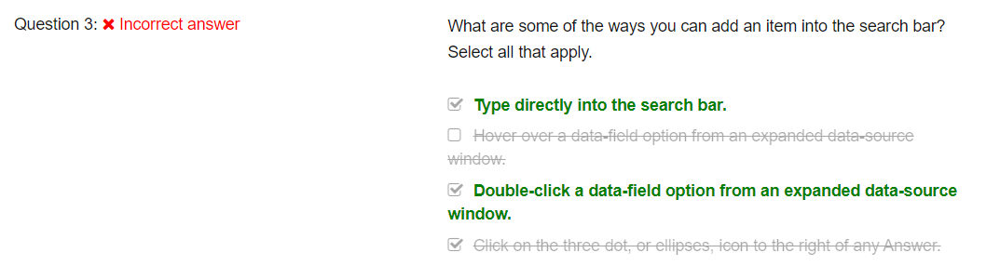 Question 3: ✖ Incorrect answer
What are some of the ways you can add an item into the search bar?
Select all that apply.
Type directly into the search bar.
Hover over a data-field option from an expanded data-source
window.
Double-click a data-field option from an expanded data-source
window.
Click on the three dot, or ellipses, icon to the right of any Answer.